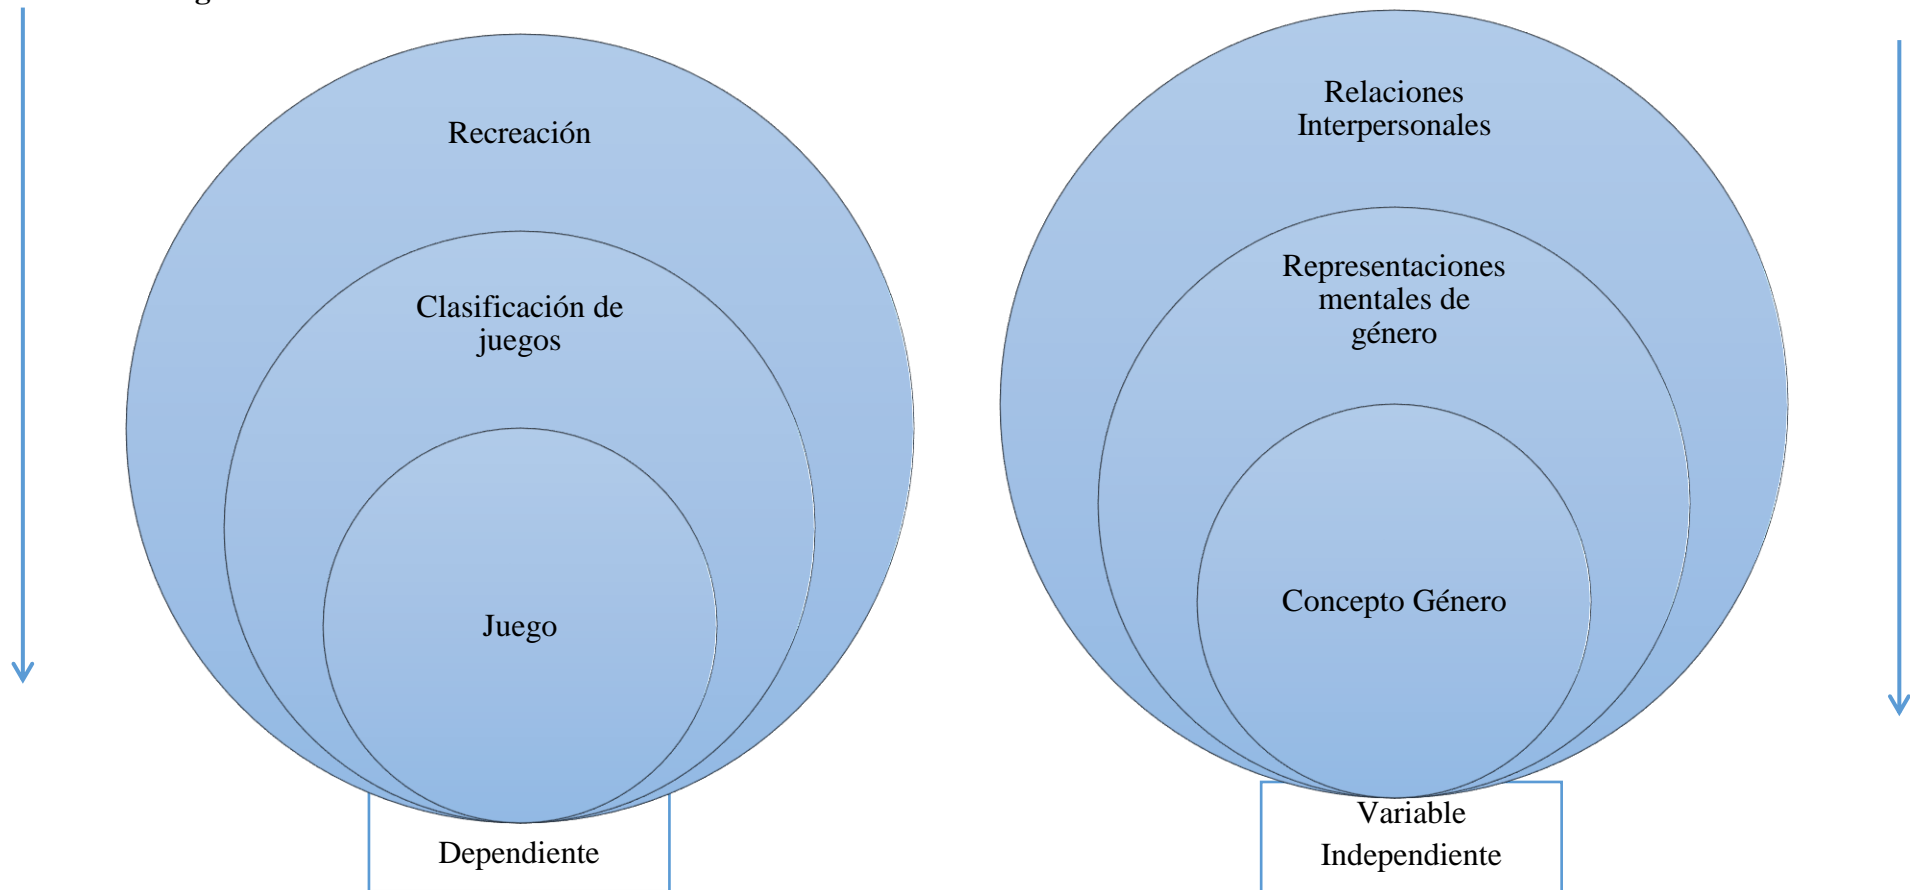 Recreación
Clasificación de
juegos
Juego
Dependiente
Relaciones
Interpersonales
Representaciones
mentales de
género
Concepto Género
Variable
Independiente